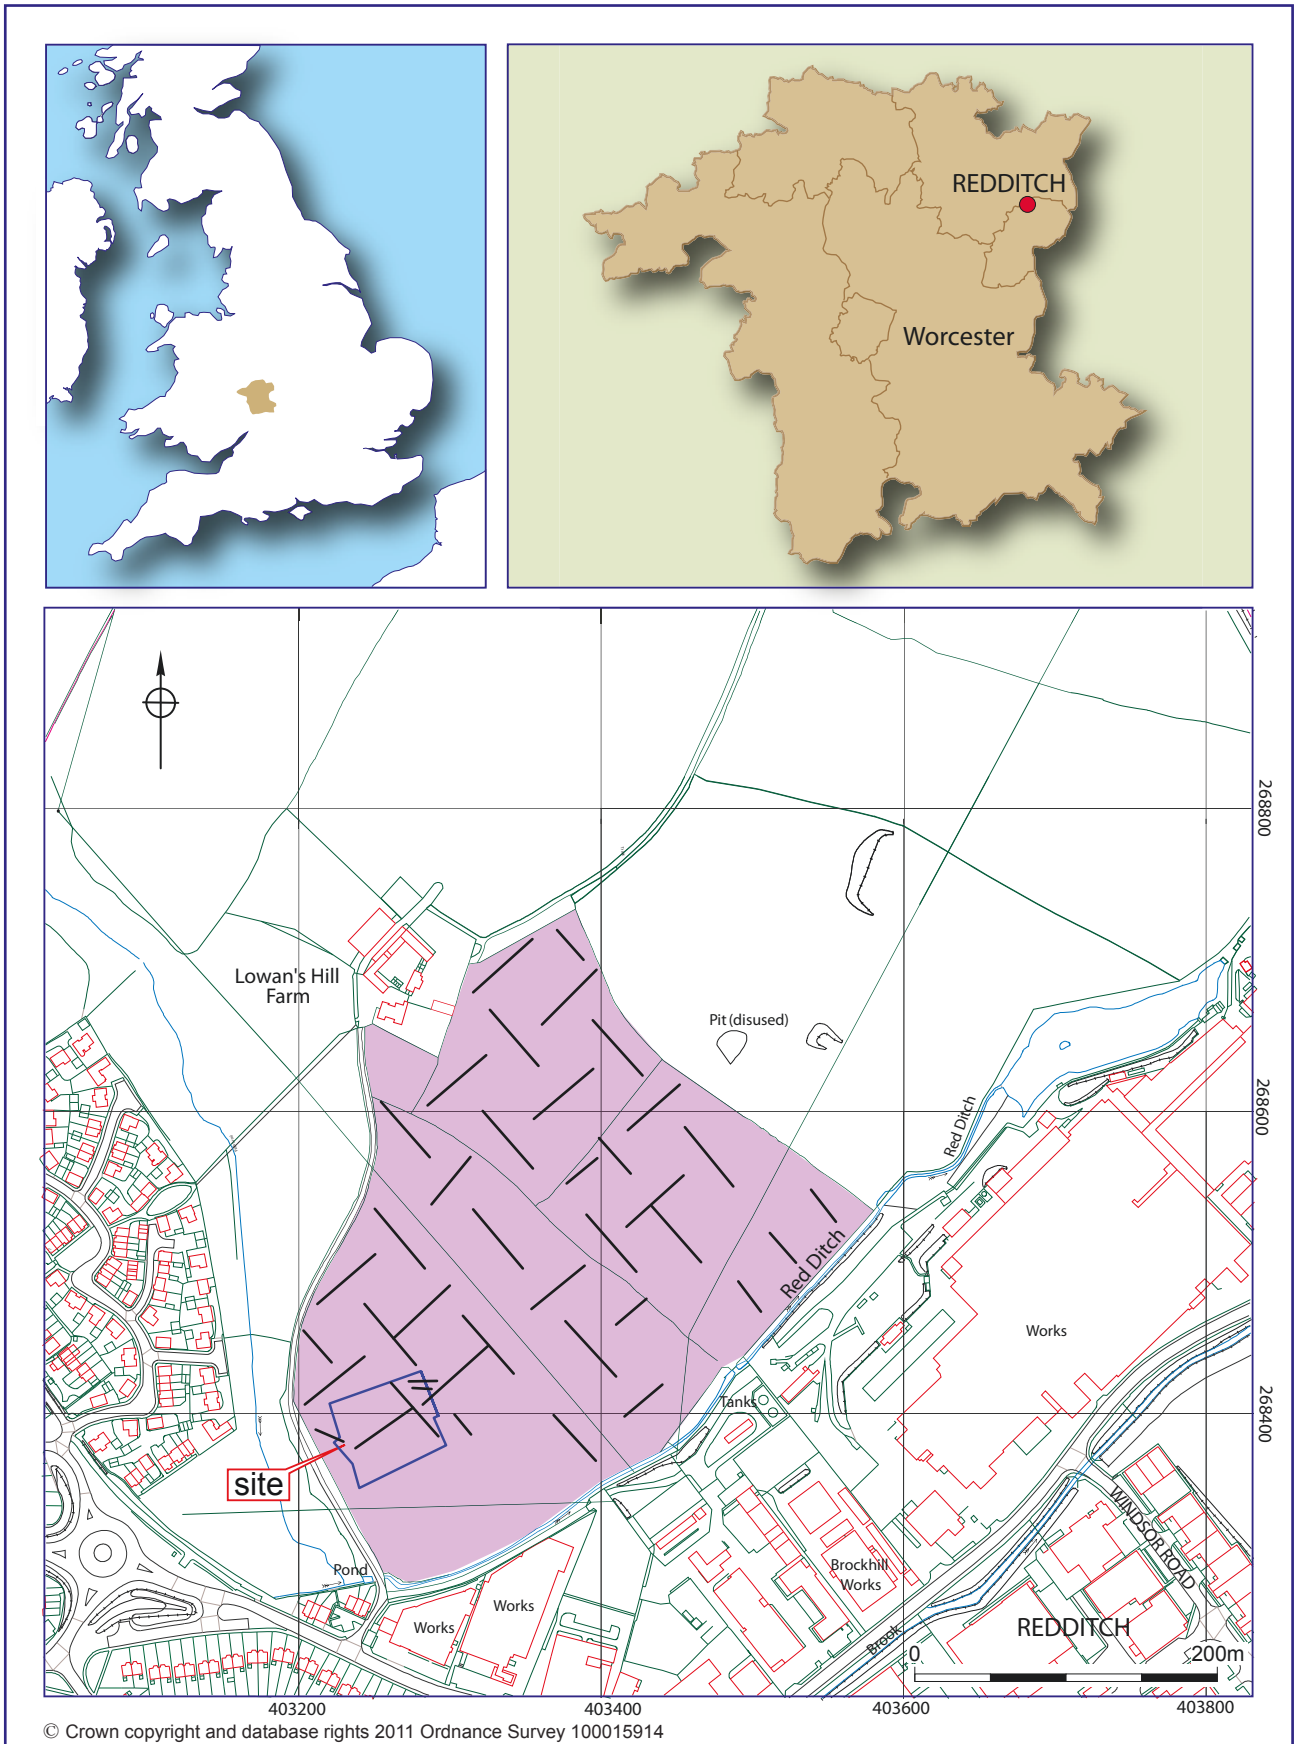 REDDITCH
Worcester
268800
Lowan's Hill
Farm
Pit (disused)
Red Ditch
268600
Red Ditch
Works
Tanks
268400
site
WINDSOR ROAD
Pond
Brockhill
Works
Works
Works
REDDITCH
Brook
0
200m
403200
403400
403600
403800
© Crown copyright and database rights 2011 Ordnance Survey 100015914